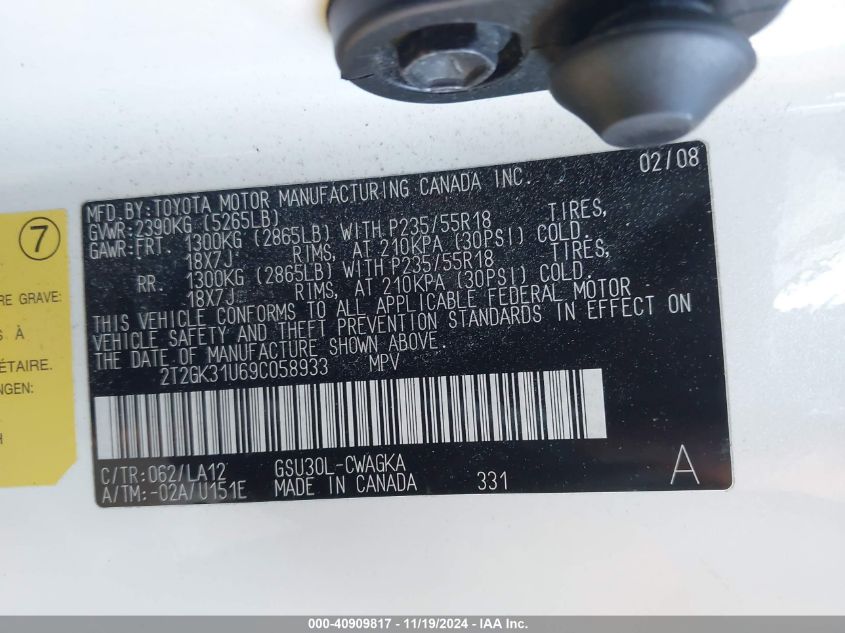 MFD.BY:TOYOTA MOTOR MANUFACTURING CANADA INC. 02/08
GVWR:2390KG (5265LB)
GAWR:FRT. 1300KG (2865LB) WITH P235/55R18 TIRES,
18X7J RIMS, AT 210KPA (30PSI) COLD.
RR. 1300KG (2865LB) WITH P235/55R18 TIRES,
18X7J RIMS, AT 210KPA (30PSI) COLD.
THIS VEHICLE CONFORMS TO ALL APPLICABLE FEDERAL MOTOR
VEHICLE SAFETY AND THEFT PREVENTION STANDARDS IN EFFECT ON
THE DATE OF MANUFACTURE SHOWN ABOVE.
2T2GK31U69C058933 MPV
C/TR:062/LA12 GSU30L-CWAGKA
A/TM:-02A/U151E MADE IN CANADA 331 A
7
RE GRAVE:
S À
ÉTAIRE.
NGEN:
H
000-40909817 - 11/19/2024 - IAA Inc.